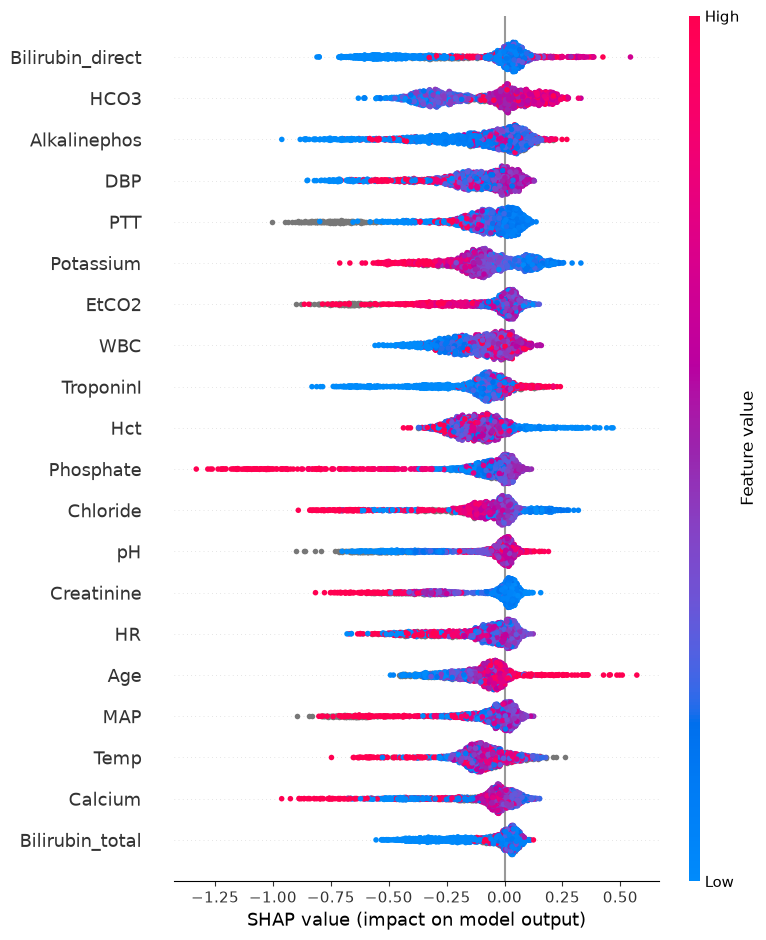 High
Bilirubin_direct
HCO3
Alkalinephos
DBP
PTT
Potassium
EtCO2
WBC
TroponinI
Hct
Phosphate
Chloride
pH
Creatinine
HR
Age
MAP
Temp
Calcium
Bilirubin_total
Feature value
Low
−1.25 −1.00 −0.75 −0.50 −0.25 0.00 0.25 0.50
SHAP value (impact on model output)